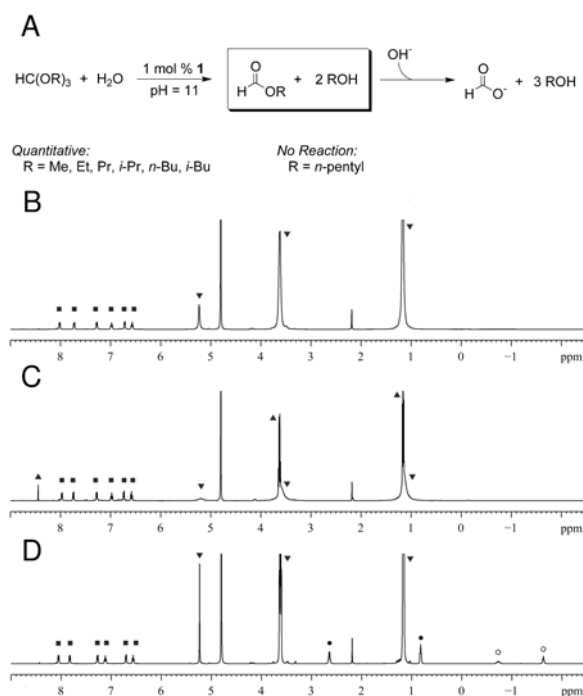 A
HC(OR)₃ + H₂O 1 mol % 1 pH = 11 H O OR + 2 ROH OH⁻ H O O⁻ + 3 ROH
Quantitative: No Reaction:
R = Me, Et, Pr, i-Pr, n-Bu, i-Bu R = n-pentyl
B
8 7 6 5 4 3 2 1 0 −1 ppm
C
8 7 6 5 4 3 2 1 0 −1 ppm
D
8 7 6 5 4 3 2 1 0 −1 ppm